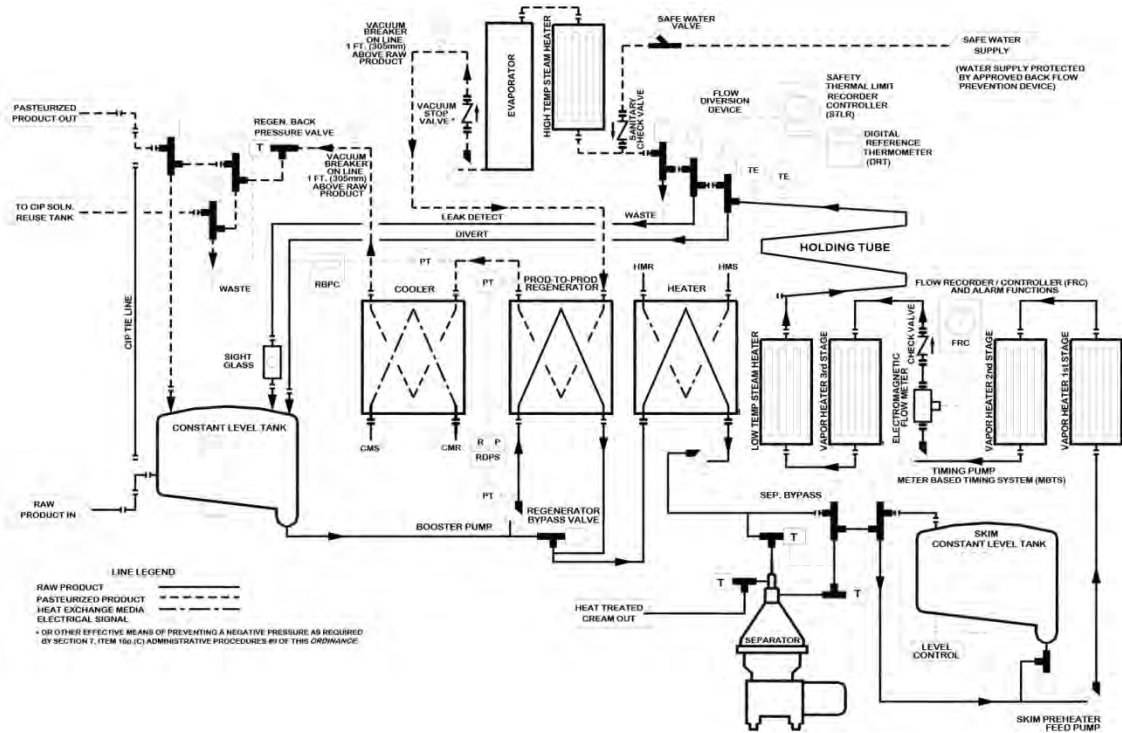 VACUUM
BREAKER
ON LINE
1 FT. (305mm)
ABOVE RAW
PRODUCT
VACUUM
STOP
VALVE *
EVAPORATOR
HIGH TEMP STEAM HEATER
SANITARY
CHECK VALVE
SAFE WATER
VALVE
SAFE WATER
SUPPLY
(WATER SUPPLY PROTECTED
BY APPROVED BACK FLOW
PREVENTION DEVICE)
FLOW
DIVERSION
DEVICE
SAFETY
THERMAL LIMIT
RECORDER
CONTROLLER
(STLR)
DIGITAL
REFERENCE
THERMOMETER
(DRT)
TE
TE
PASTEURIZED
PRODUCT OUT
REGEN. BACK
PRESSURE VALVE
T
VACUUM
BREAKER
ON LINE
1 FT. (305mm)
ABOVE RAW
PRODUCT
TO CIP SOLN.
REUSE TANK
WASTE
LEAK DETECT
WASTE
DIVERT
HOLDING TUBE
RBPC
PT
PT
COOLER
PROD-TO-PROD
REGENERATOR
HMR
HMS
HEATER
FLOW RECORDER / CONTROLLER (FRC)
AND ALARM FUNCTIONS
FRC
CIP TIE LINE
SIGHT
GLASS
LOW TEMP STEAM HEATER
VAPOR HEATER 3rd STAGE
ELECTROMAGNETIC
FLOW METER
CHECK VALVE
VAPOR HEATER 2nd STAGE
VAPOR HEATER 1st STAGE
CONSTANT LEVEL TANK
CMS
CMR
R P
RDPS
PT
TIMING PUMP
METER BASED TIMING SYSTEM (MBTS)
RAW
PRODUCT IN
BOOSTER PUMP
REGENERATOR
BYPASS VALVE
SEP. BYPASS
SKIM
CONSTANT LEVEL TANK
T
T
T
HEAT TREATED
CREAM OUT
SEPARATOR
LEVEL
CONTROL
SKIM PREHEATER
FEED PUMP
LINE LEGEND
RAW PRODUCT
PASTEURIZED PRODUCT
HEAT EXCHANGE MEDIA
ELECTRICAL SIGNAL
* OR OTHER EFFECTIVE MEANS OF PREVENTING A NEGATIVE PRESSURE AS REQUIRED
BY SECTION 7, ITEM 16p.(C) ADMINISTRATIVE PROCEDURES #9 OF THIS ORDINANCE.